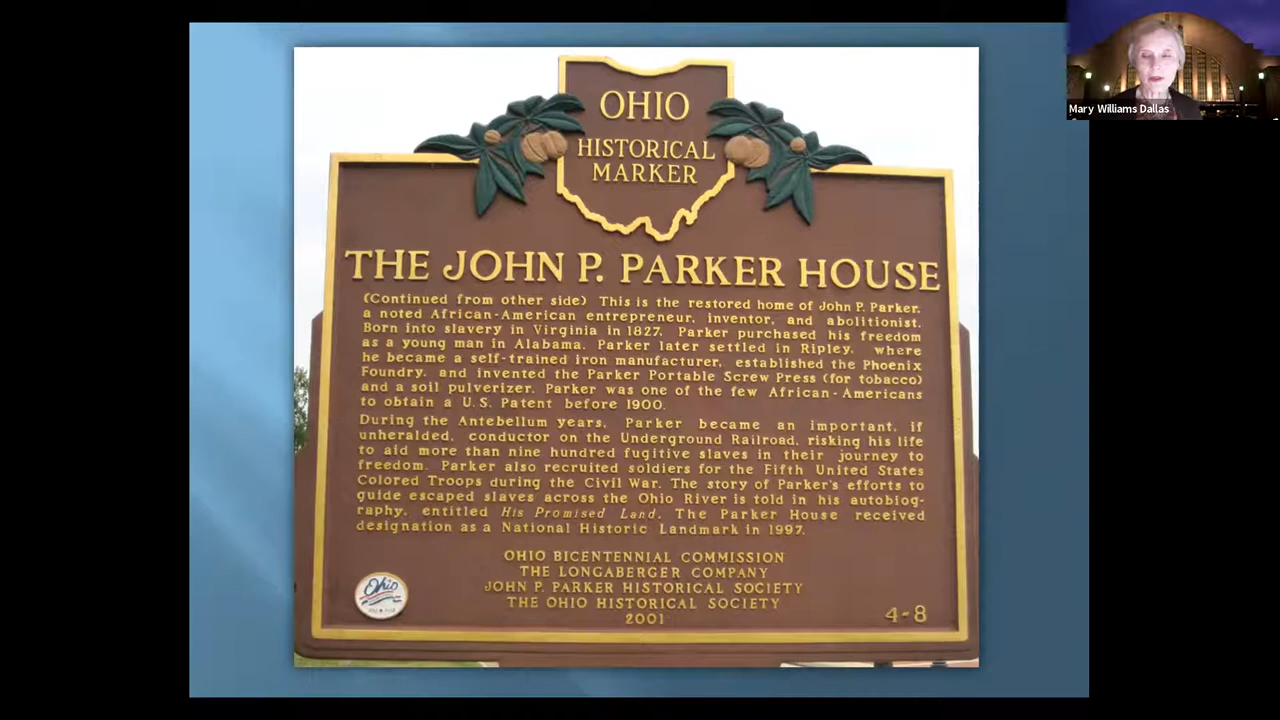 OHIO
HISTORICAL
MARKER
THE JOHN P. PARKER HOUSE
(Continued from other side) This is the restored home of John P. Parker,
a noted African-American entrepreneur, inventor, and abolitionist.
Born into slavery in Virginia in 1827, Parker purchased his freedom
as a young man in Alabama. Parker later settled in Ripley, where
he became a self-trained iron manufacturer, established the Phoenix
Foundry, and invented the Parker Portable Screw Press (for tobacco)
and a soil pulverizer. Parker was one of the few African-Americans
to obtain a U.S. Patent before 1900.
During the Antebellum years, Parker became an important, if
unheralded, conductor on the Underground Railroad, risking his life
to aid more than nine hundred fugitive slaves in their journey to
freedom. Parker also recruited soldiers for the Fifth United States
Colored Troops during the Civil War. The story of Parker's efforts to
guide escaped slaves across the Ohio River is told in his autobiog-
raphy, entitled His Promised Land. The Parker House received
designation as a National Historic Landmark in 1997.
OHIO BICENTENNIAL COMMISSION
THE LONGABERGER COMPANY
JOHN P. PARKER HISTORICAL SOCIETY
THE OHIO HISTORICAL SOCIETY
2001
4-8
Ohio
Mary Williams Dallas